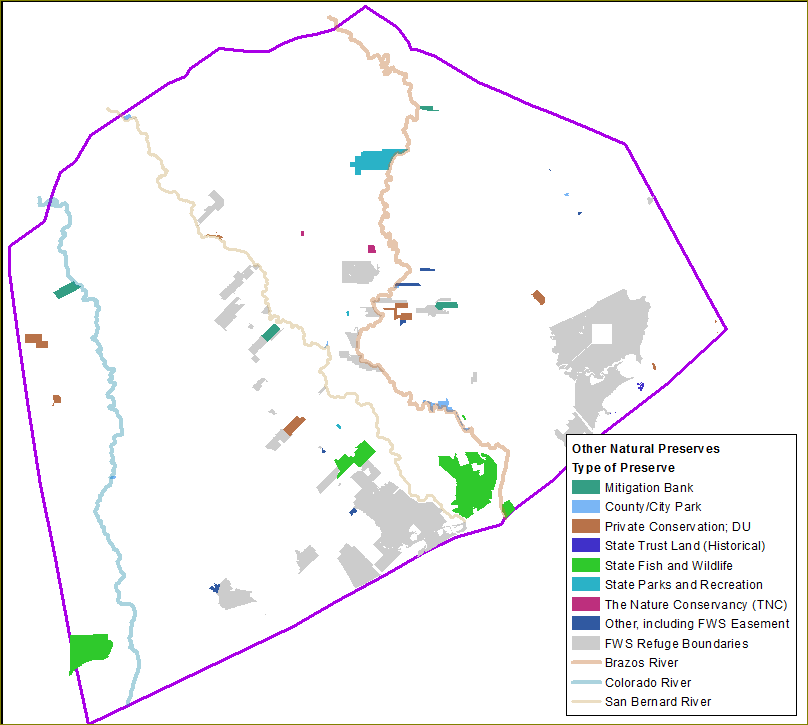 Other Natural Preserves
Type of Preserve
Mitigation Bank
County/City Park
Private Conservation; DU
State Trust Land (Historical)
State Fish and Wildlife
State Parks and Recreation
The Nature Conservancy (TNC)
Other, including FWS Easement
FWS Refuge Boundaries
Brazos River
Colorado River
San Bernard River